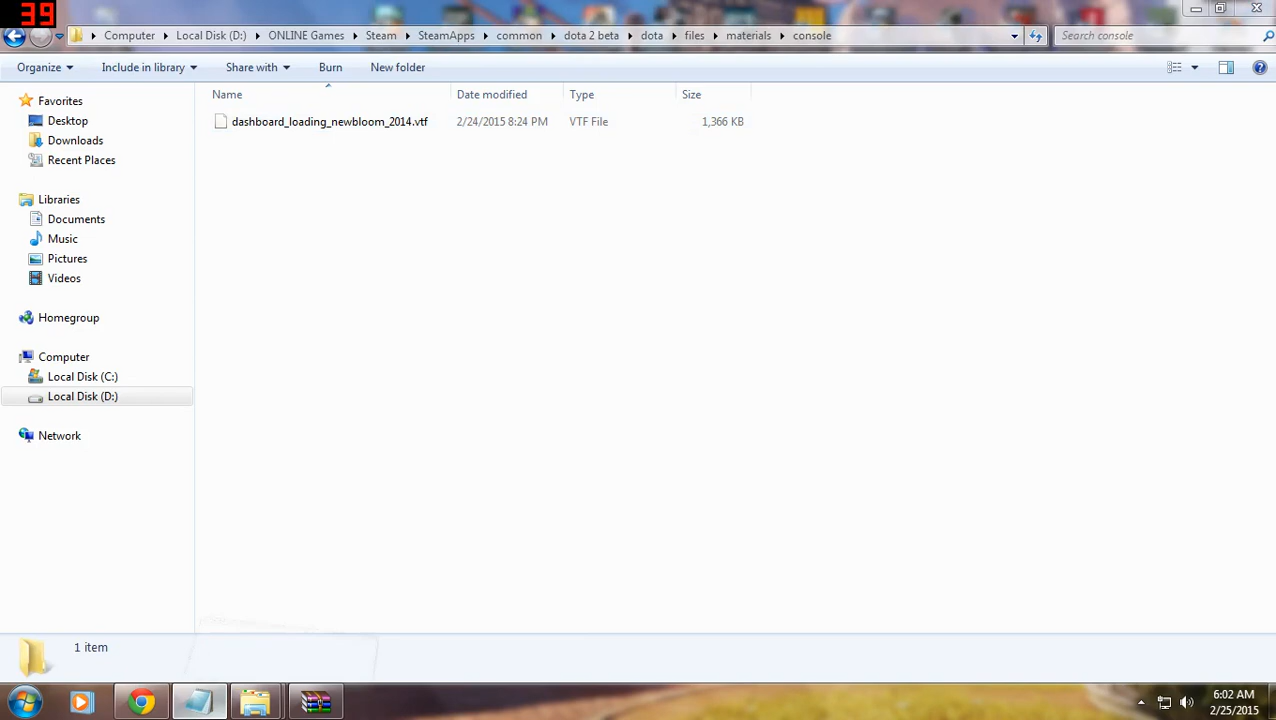 39
Computer Local Disk (D:) ONLINE Games Steam SteamApps common dota 2 beta dota files materials console Search console
Organize Include in library Share with Burn New folder
Name Date modified Type Size
dashboard_loading_newbloom_2014.vtf 2/24/2015 8:24 PM VTF File 1,366 KB
Favorites
Desktop
Downloads
Recent Places
Libraries
Documents
Music
Pictures
Videos
Homegroup
Computer
Local Disk (C:)
Local Disk (D:)
Network
1 item
6:02 AM
2/25/2015